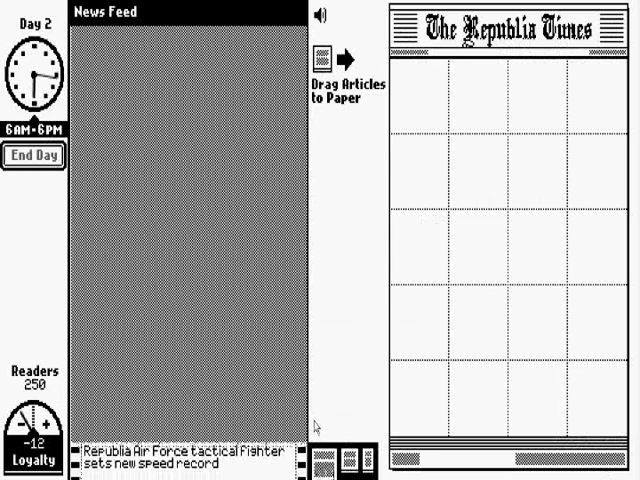 Day 2
6AM-6PM
End Day
Readers
250
- +
-12
Loyalty
News Feed
Republia Air Force tactical fighter
sets new speed record
Drag Articles
to Paper
The Republia Times